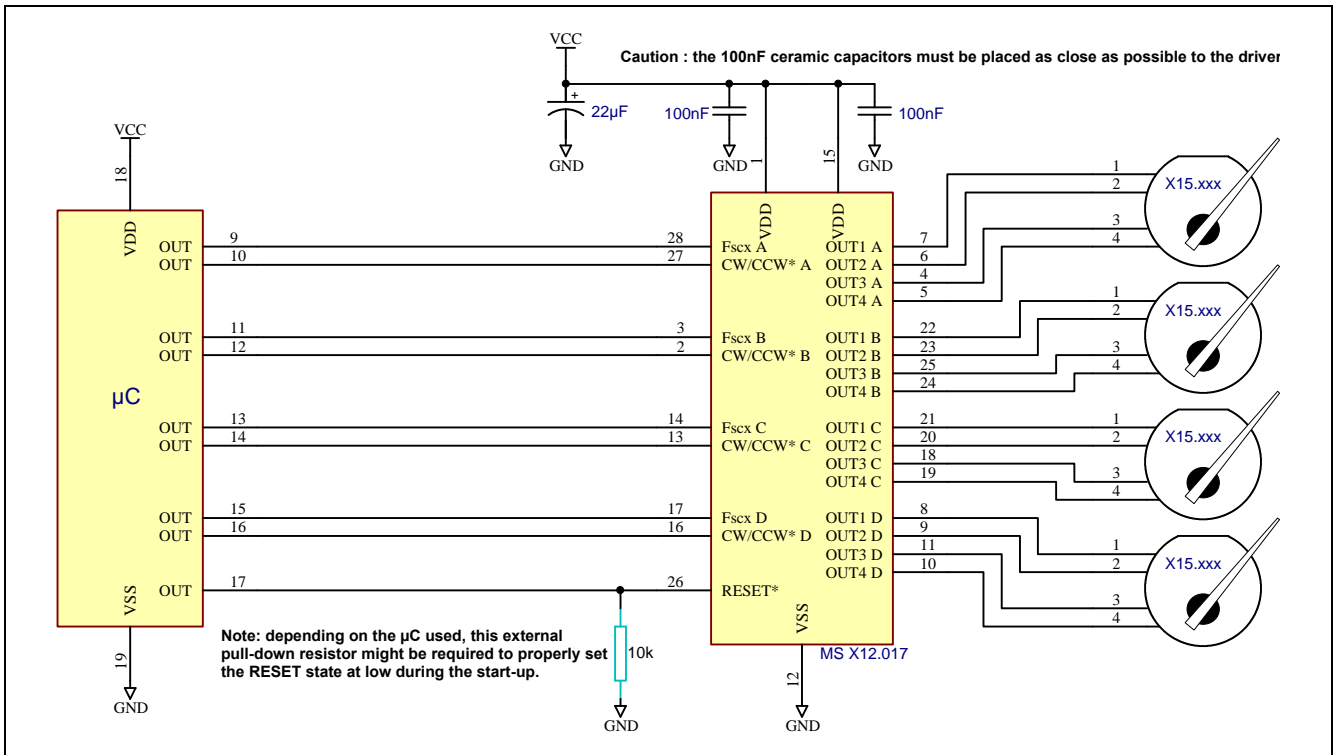 VCC
Caution : the 100nF ceramic capacitors must be placed as close as possible to the driver
22µF
+
100nF
100nF
GND
GND
GND
VCC
18
1
15
VDD
µC
VSS
19
GND
OUT 9 28 Fscx A
OUT 10 27 CW/CCW* A
OUT 11 3 Fscx B
OUT 12 2 CW/CCW* B
OUT 13 14 Fscx C
OUT 14 13 CW/CCW* C
OUT 15 17 Fscx D
OUT 16 16 CW/CCW* D
OUT 17 26 RESET*
VDD
VDD
OUT1 A 7
OUT2 A 6
OUT3 A 4
OUT4 A 5
OUT1 B 22
OUT2 B 23
OUT3 B 25
OUT4 B 24
OUT1 C 21
OUT2 C 20
OUT3 C 18
OUT4 C 19
OUT1 D 8
OUT2 D 9
OUT3 D 11
OUT4 D 10
VSS
MS X12.017
12
GND
1
2
3
4
X15.xxx
1
2
3
4
X15.xxx
1
2
3
4
X15.xxx
1
2
3
4
X15.xxx
Note: depending on the µC used, this external
pull-down resistor might be required to properly set
the RESET state at low during the start-up.
10k
GND